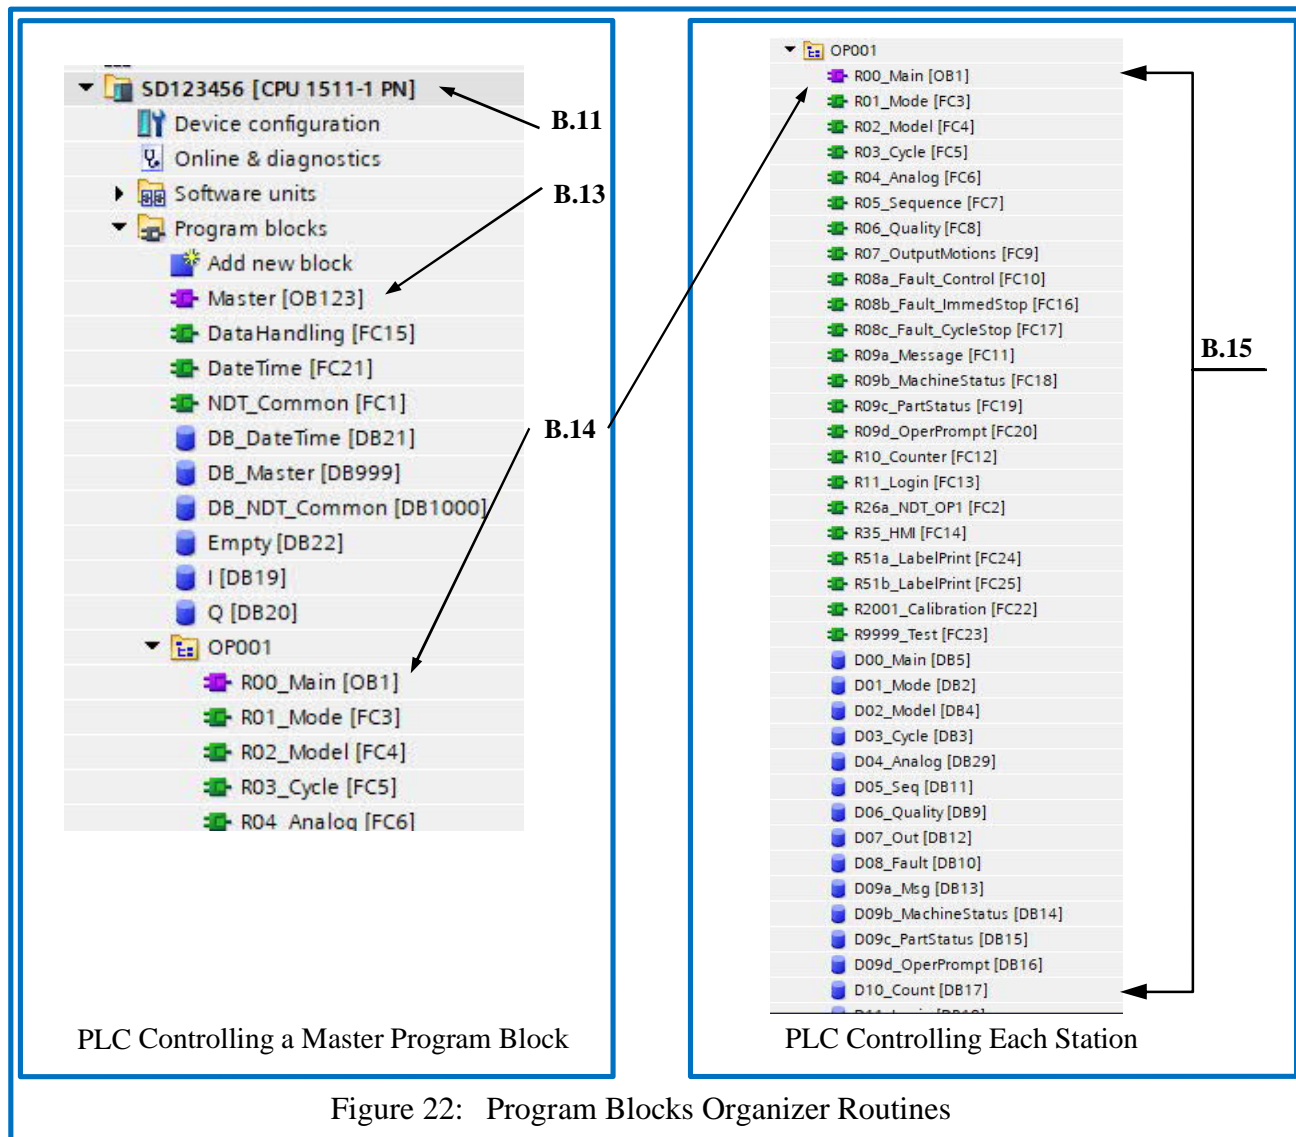 SD123456 [CPU 1511-1 PN]
Device configuration
Online & diagnostics
Software units
Program blocks
Add new block
Master [OB123]
DataHandling [FC15]
DateTime [FC21]
NDT_Common [FC1]
DB_DateTime [DB21]
DB_Master [DB999]
DB_NDT_Common [DB1000]
Empty [DB22]
I [DB19]
Q [DB20]
OP001
R00_Main [OB1]
R01_Mode [FC3]
R02_Model [FC4]
R03_Cycle [FC5]
R04_Analog [FC6]
PLC Controlling a Master Program Block
B.11
B.13
B.14
OP001
R00_Main [OB1]
R01_Mode [FC3]
R02_Model [FC4]
R03_Cycle [FC5]
R04_Analog [FC6]
R05_Sequence [FC7]
R06_Quality [FC8]
R07_OutputMotions [FC9]
R08a_Fault_Control [FC10]
R08b_Fault_ImmedStop [FC16]
R08c_Fault_CycleStop [FC17]
R09a_Message [FC11]
R09b_MachineStatus [FC18]
R09c_PartStatus [FC19]
R09d_OperPrompt [FC20]
R10_Counter [FC12]
R11_Login [FC13]
R26a_NDT_OP1 [FC2]
R35_HMI [FC14]
R51a_LabelPrint [FC24]
R51b_LabelPrint [FC25]
R2001_Calibration [FC22]
R9999_Test [FC23]
D00_Main [DB5]
D01_Mode [DB2]
D02_Model [DB4]
D03_Cycle [DB3]
D04_Analog [DB29]
D05_Seq [DB11]
D06_Quality [DB9]
D07_Out [DB12]
D08_Fault [DB10]
D09a_Msg [DB13]
D09b_MachineStatus [DB14]
D09c_PartStatus [DB15]
D09d_OperPrompt [DB16]
D10_Count [DB17]
B.15
PLC Controlling Each Station
Figure 22: Program Blocks Organizer Routines